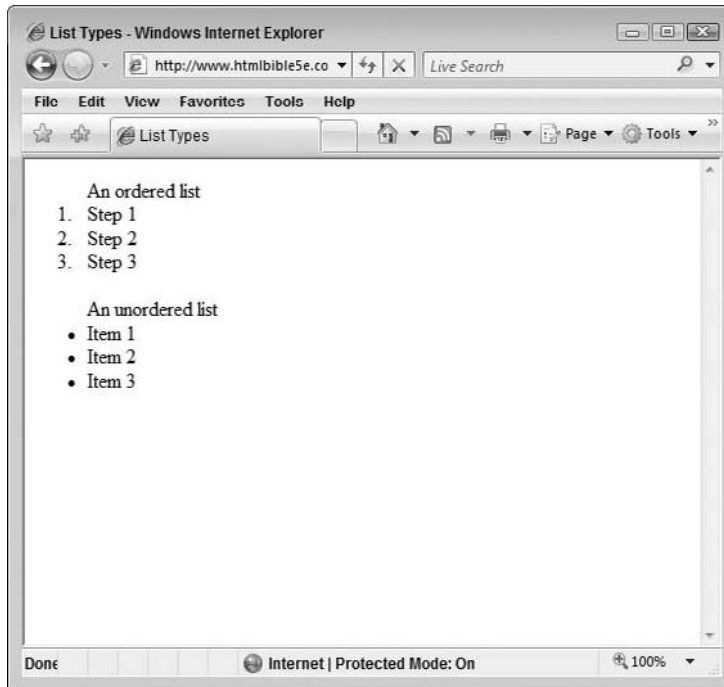 List Types - Windows Internet Explorer
http://www.htmlbible5e.co
Live Search
File Edit View Favorites Tools Help
List Types
Page Tools
An ordered list
1. Step 1
2. Step 2
3. Step 3
An unordered list
• Item 1
• Item 2
• Item 3
Done
Internet | Protected Mode: On
100%